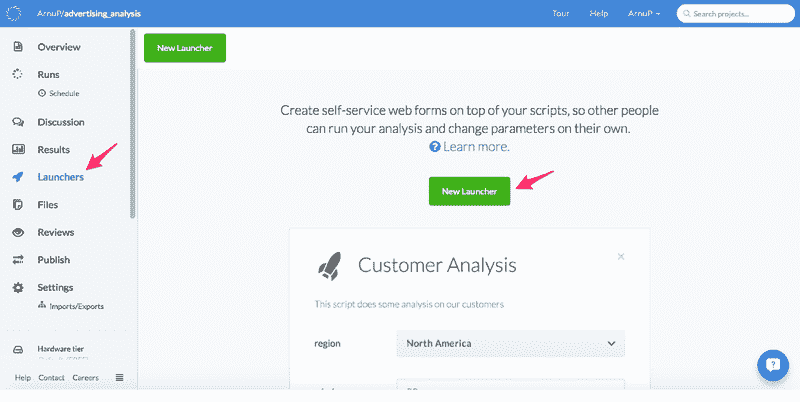 ArnuP/advertising_analysis
Tour
Help
ArnuP
Search projects...
Overview
Runs
Schedule
Discussion
Results
Launchers
Files
Reviews
Publish
Settings
Imports/Exports
Hardware tier
Help Contact Careers
New Launcher
Create self-service web forms on top of your scripts, so other people
can run your analysis and change parameters on their own.
Learn more.
New Launcher
Customer Analysis
This script does some analysis on our customers
region
North America